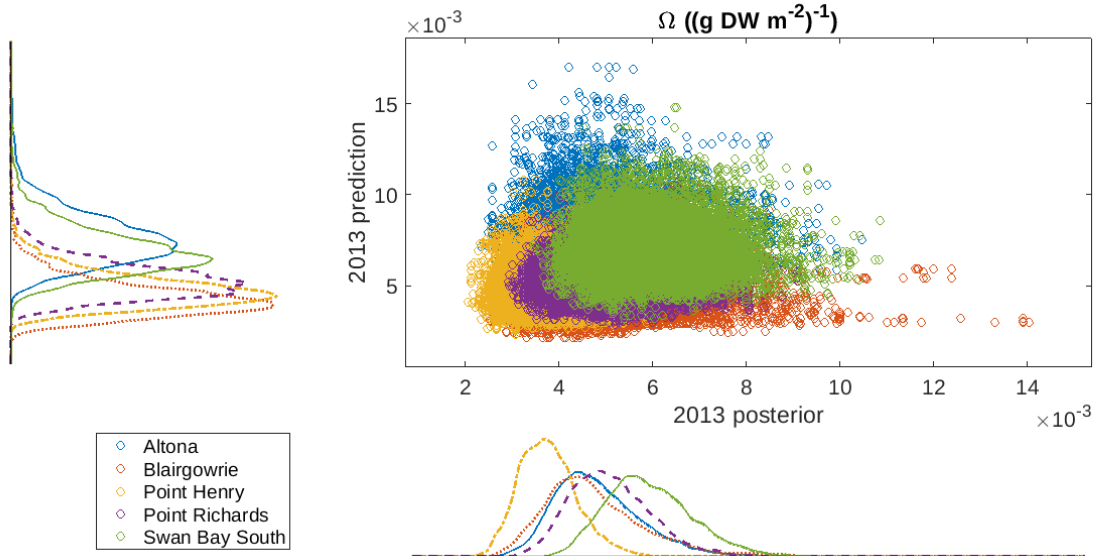 Ω ((g DW m⁻²)⁻¹)
×10⁻³
15
10
5
2013 prediction
2 4 6 8 10 12 14
2013 posterior
×10⁻³
Altona
Blairgowrie
Point Henry
Point Richards
Swan Bay South